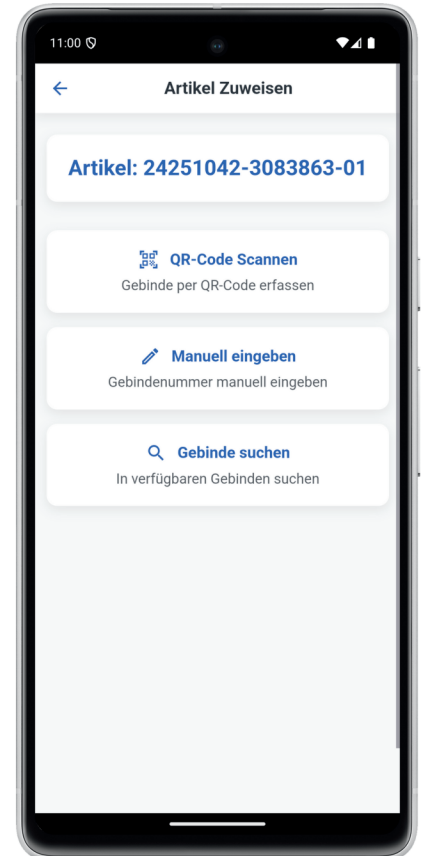 11:00
Artikel Zuweisen
Artikel: 24251042-3083863-01
QR-Code Scannen
Gebinde per QR-Code erfassen
Manuell eingeben
Gebindenummer manuell eingeben
Gebinde suchen
In verfügbaren Gebinden suchen